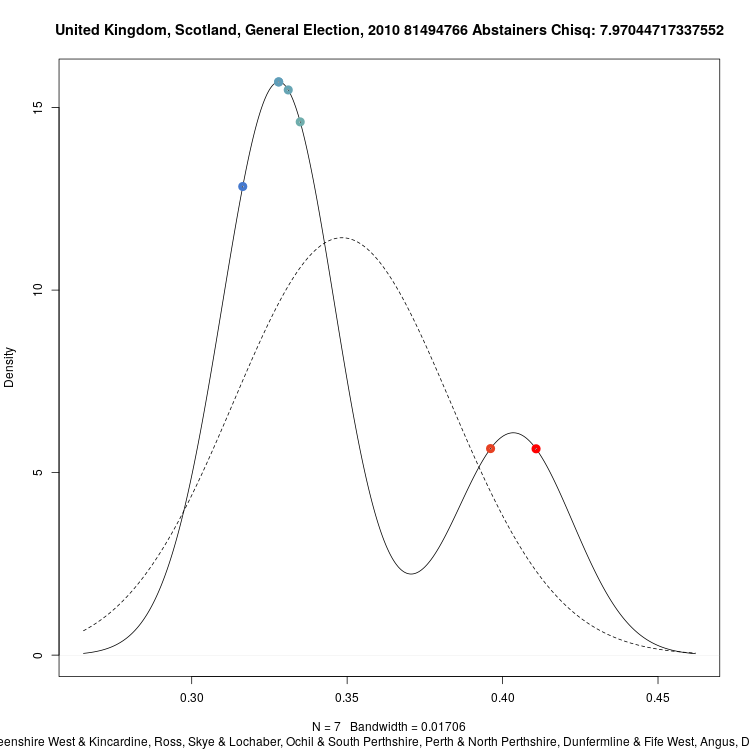 United Kingdom, Scotland, General Election, 2010 81494766 Abstainers Chisq: 7.97044717337552
15
10
5
0
Density
0.30 0.35 0.40 0.45
N = 7 Bandwidth = 0.01706
eenshire West & Kincardine, Ross, Skye & Lochaber, Ochil & South Perthshire, Perth & North Perthshire, Dunfermline & Fife West, Angus, D